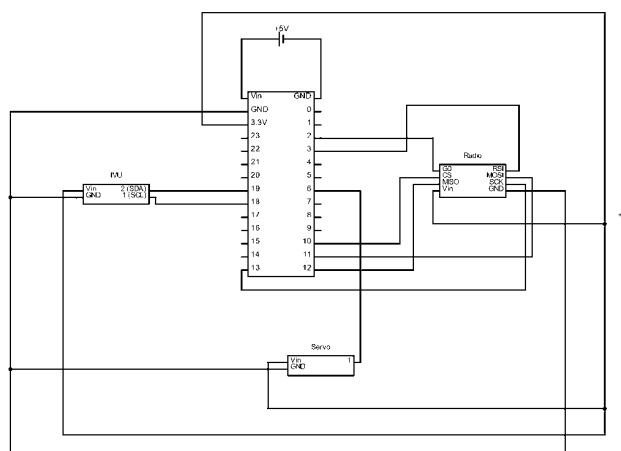 +5V
Vin GND
GND 0
3.3V 1
23 2
22 3
21 4
20 5
19 6
18 7
17 8
16 9
15 10
14 11
13 12
IVU
Vin 2 (SDA)
GND 1 (SCL)
Radio
G0 RSI
CS MOSI
MISO SCK
Vin GND
Servo
Vin 1
GND